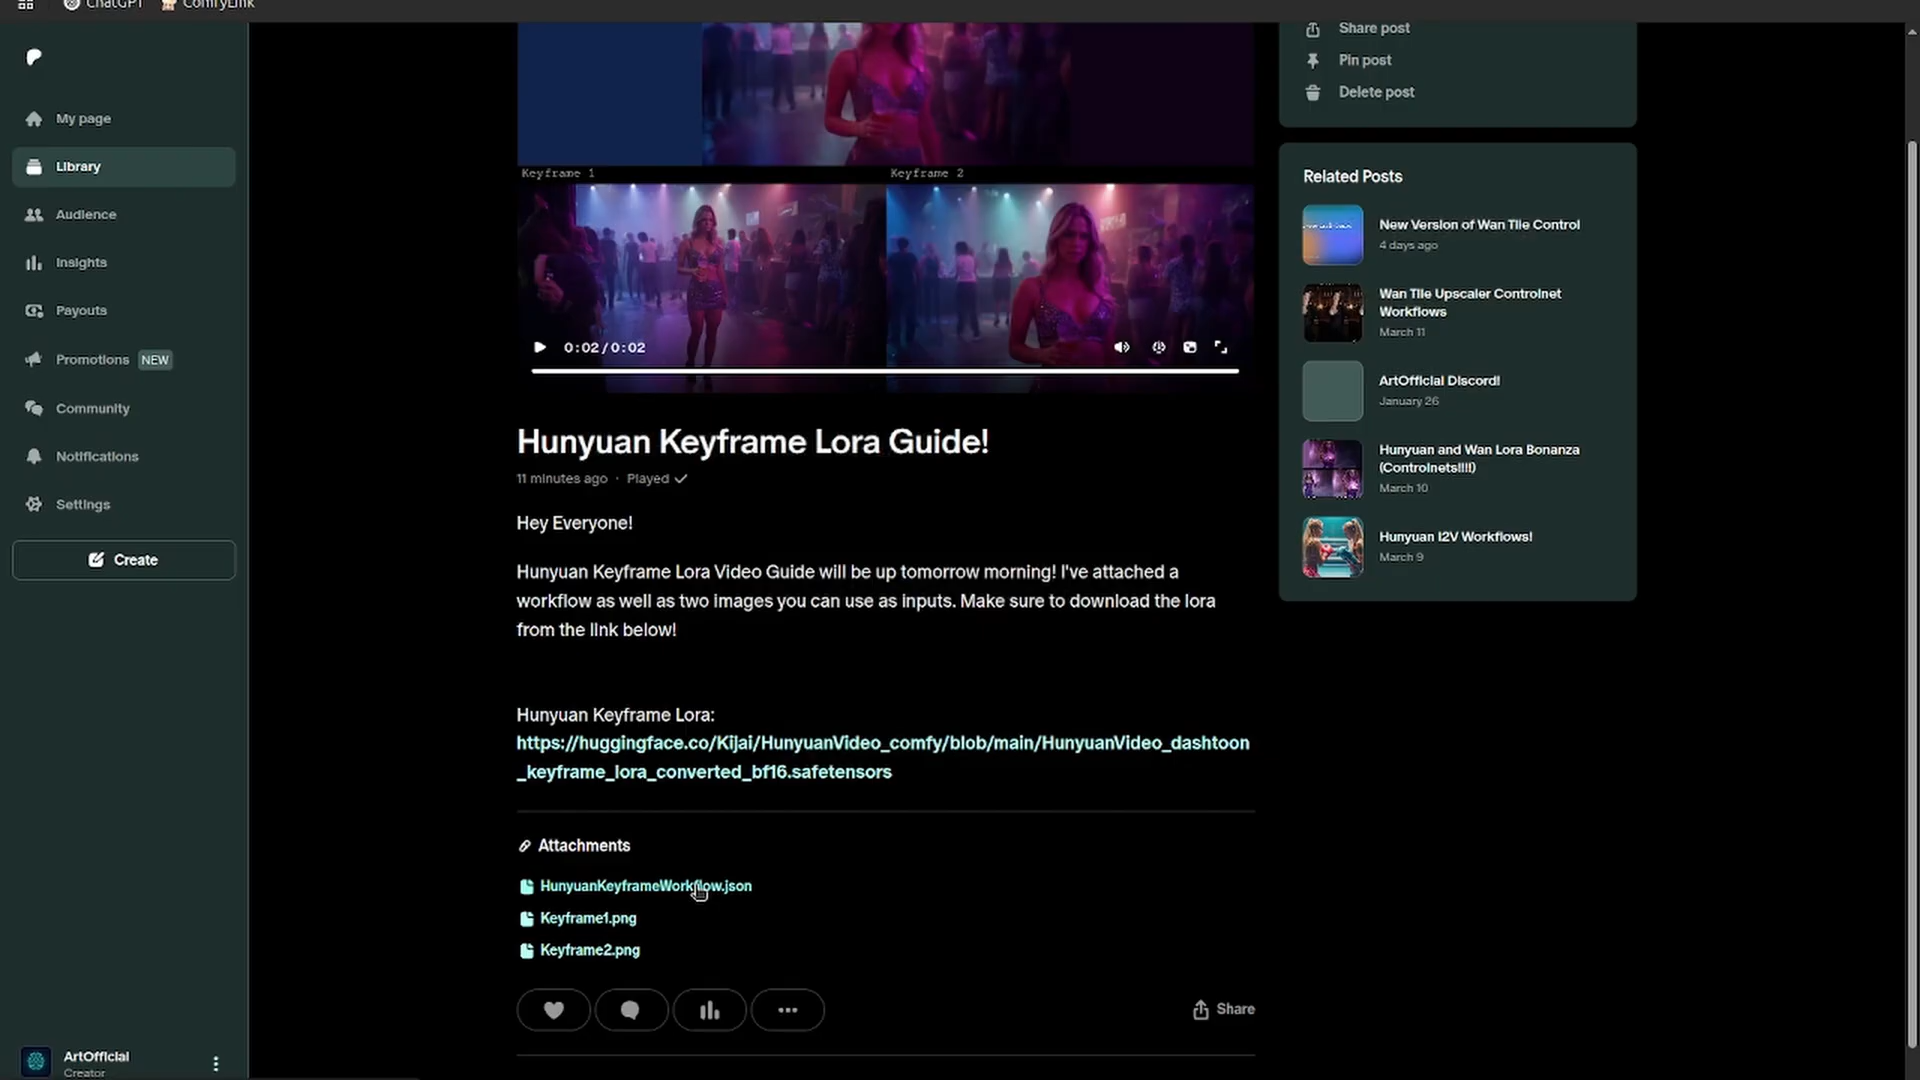 ChatGPT ComfyLink
My page
Library
Audience
Insights
Payouts
Promotions NEW
Community
Notifications
Settings
Create
ArtOfficial
Creator
Keyframe 1 Keyframe 2
0:02/0:02
Hunyuan Keyframe Lora Guide!
11 minutes ago · Played
Hey Everyone!
Hunyuan Keyframe Lora Video Guide will be up tomorrow morning! I've attached a
workflow as well as two images you can use as inputs. Make sure to download the lora
from the link below!
Hunyuan Keyframe Lora:
https://huggingface.co/Kijai/HunyuanVideo_comfy/blob/main/HunyuanVideo_dashtoon
_keyframe_lora_converted_bf16.safetensors
Attachments
HunyuanKeyframeWorkflow.json
Keyframe1.png
Keyframe2.png
Share
Share post
Pin post
Delete post
Related Posts
New Version of Wan Tile Control
4 days ago
Wan Tile Upscaler Controlnet
Workflows
March 11
ArtOfficial Discord!
January 26
Hunyuan and Wan Lora Bonanza
(Controlnets!!!!)
March 10
Hunyuan I2V Workflows!
March 9